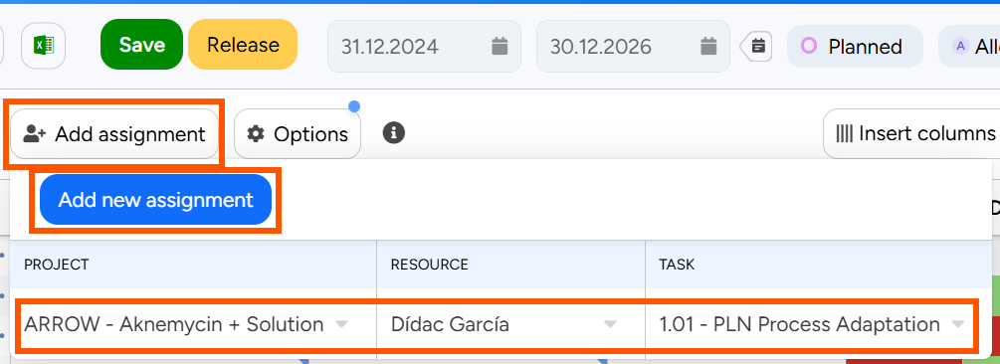 Save
Release
31.12.2024
30.12.2026
Planned
A
Add assignment
Options
Insert columns
Add new assignment
PROJECT
RESOURCE
TASK
ARROW - Aknemycin + Solution
Dídac García
1.01 - PLN Process Adaptation